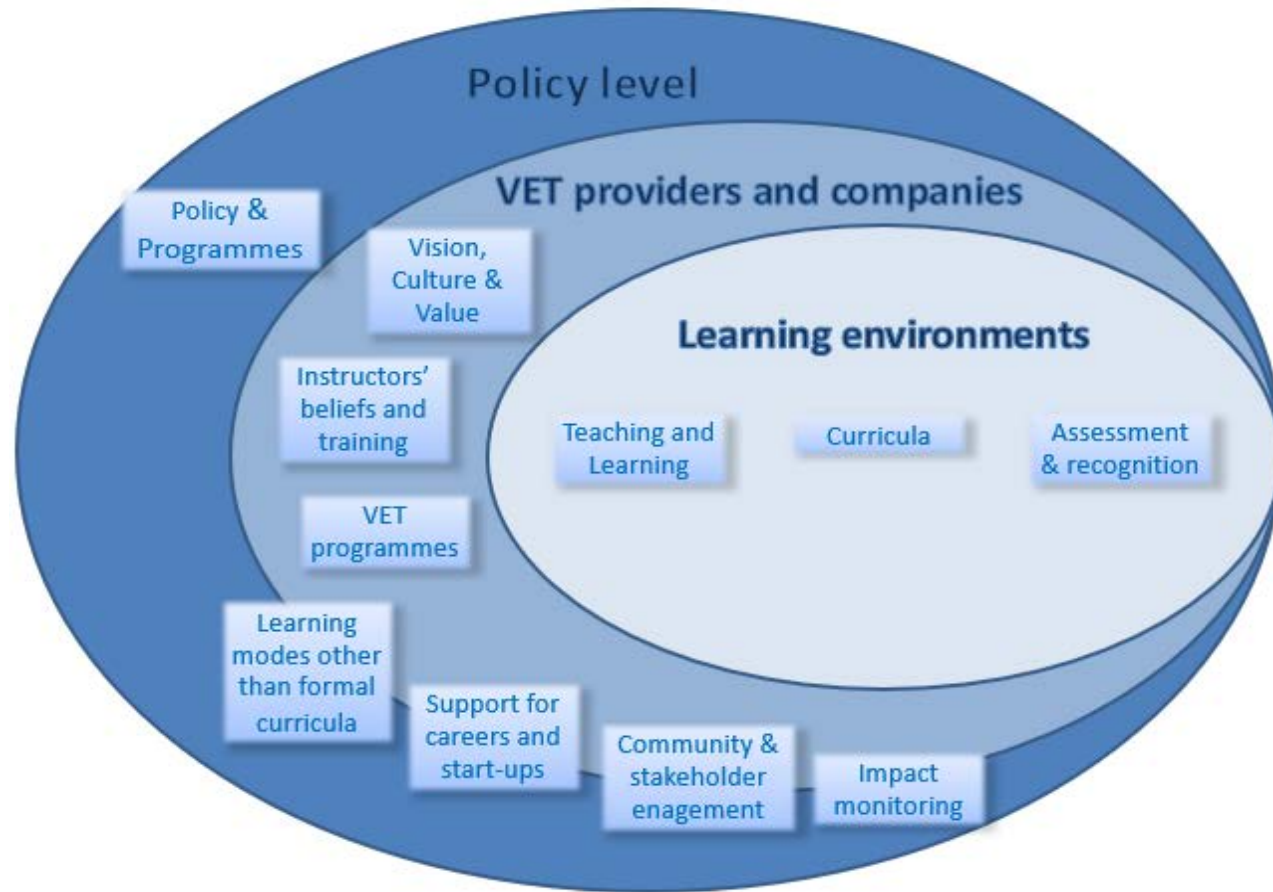 Policy level
VET providers and companies
Policy &
Programmes
Vision,
Culture &
Value
Learning environments
Instructors'
beliefs and
training
Teaching and
Learning
Curricula
Assessment
& recognition
VET
programmes
Learning
modes other
than formal
curricula
Support for
careers and
start-ups
Community &
stakeholder
enagement
Impact
monitoring